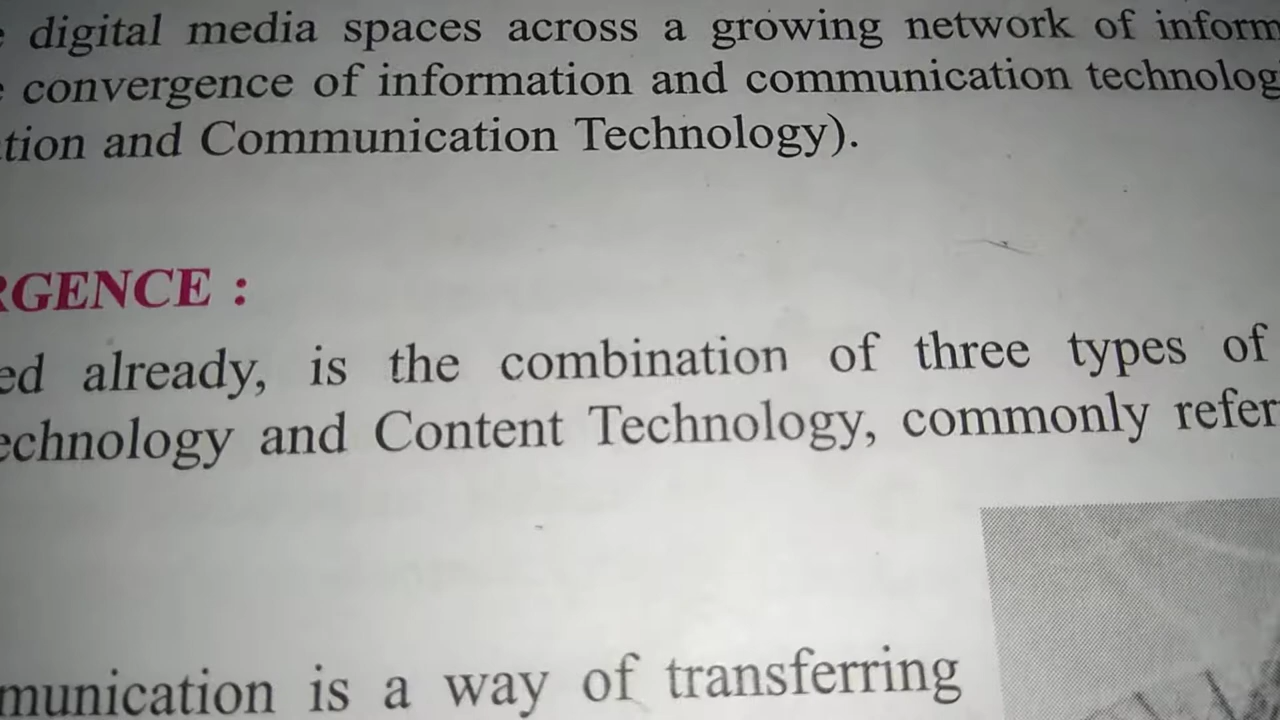 digital media spaces across a growing network of inform
convergence of information and communication technolog
tion and Communication Technology).
RGENCE :
ed already, is the combination of three types of
echnology and Content Technology, commonly refer
munication is a way of transferring